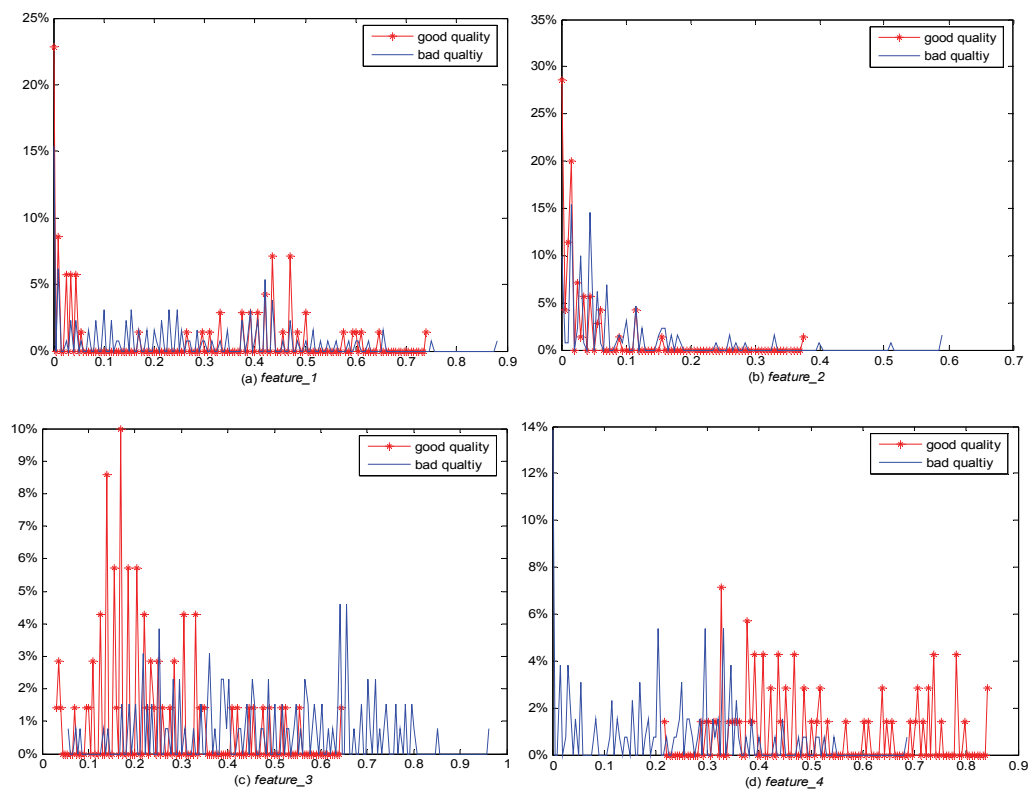 25%
20%
15%
10%
5%
0%
0 0.1 0.2 0.3 0.4 0.5 0.6 0.7 0.8 0.9
good quality
bad qualtiy
(a) feature_1
35%
30%
25%
20%
15%
10%
5%
0%
0 0.1 0.2 0.3 0.4 0.5 0.6 0.7
good quality
bad qualtiy
(b) feature_2
10%
9%
8%
7%
6%
5%
4%
3%
2%
1%
0%
0 0.1 0.2 0.3 0.4 0.5 0.6 0.7 0.8 0.9 1
good quality
bad qualtiy
(c) feature_3
14%
12%
10%
8%
6%
4%
2%
0%
0 0.1 0.2 0.3 0.4 0.5 0.6 0.7 0.8 0.9
good quality
bad qualtiy
(d) feature_4